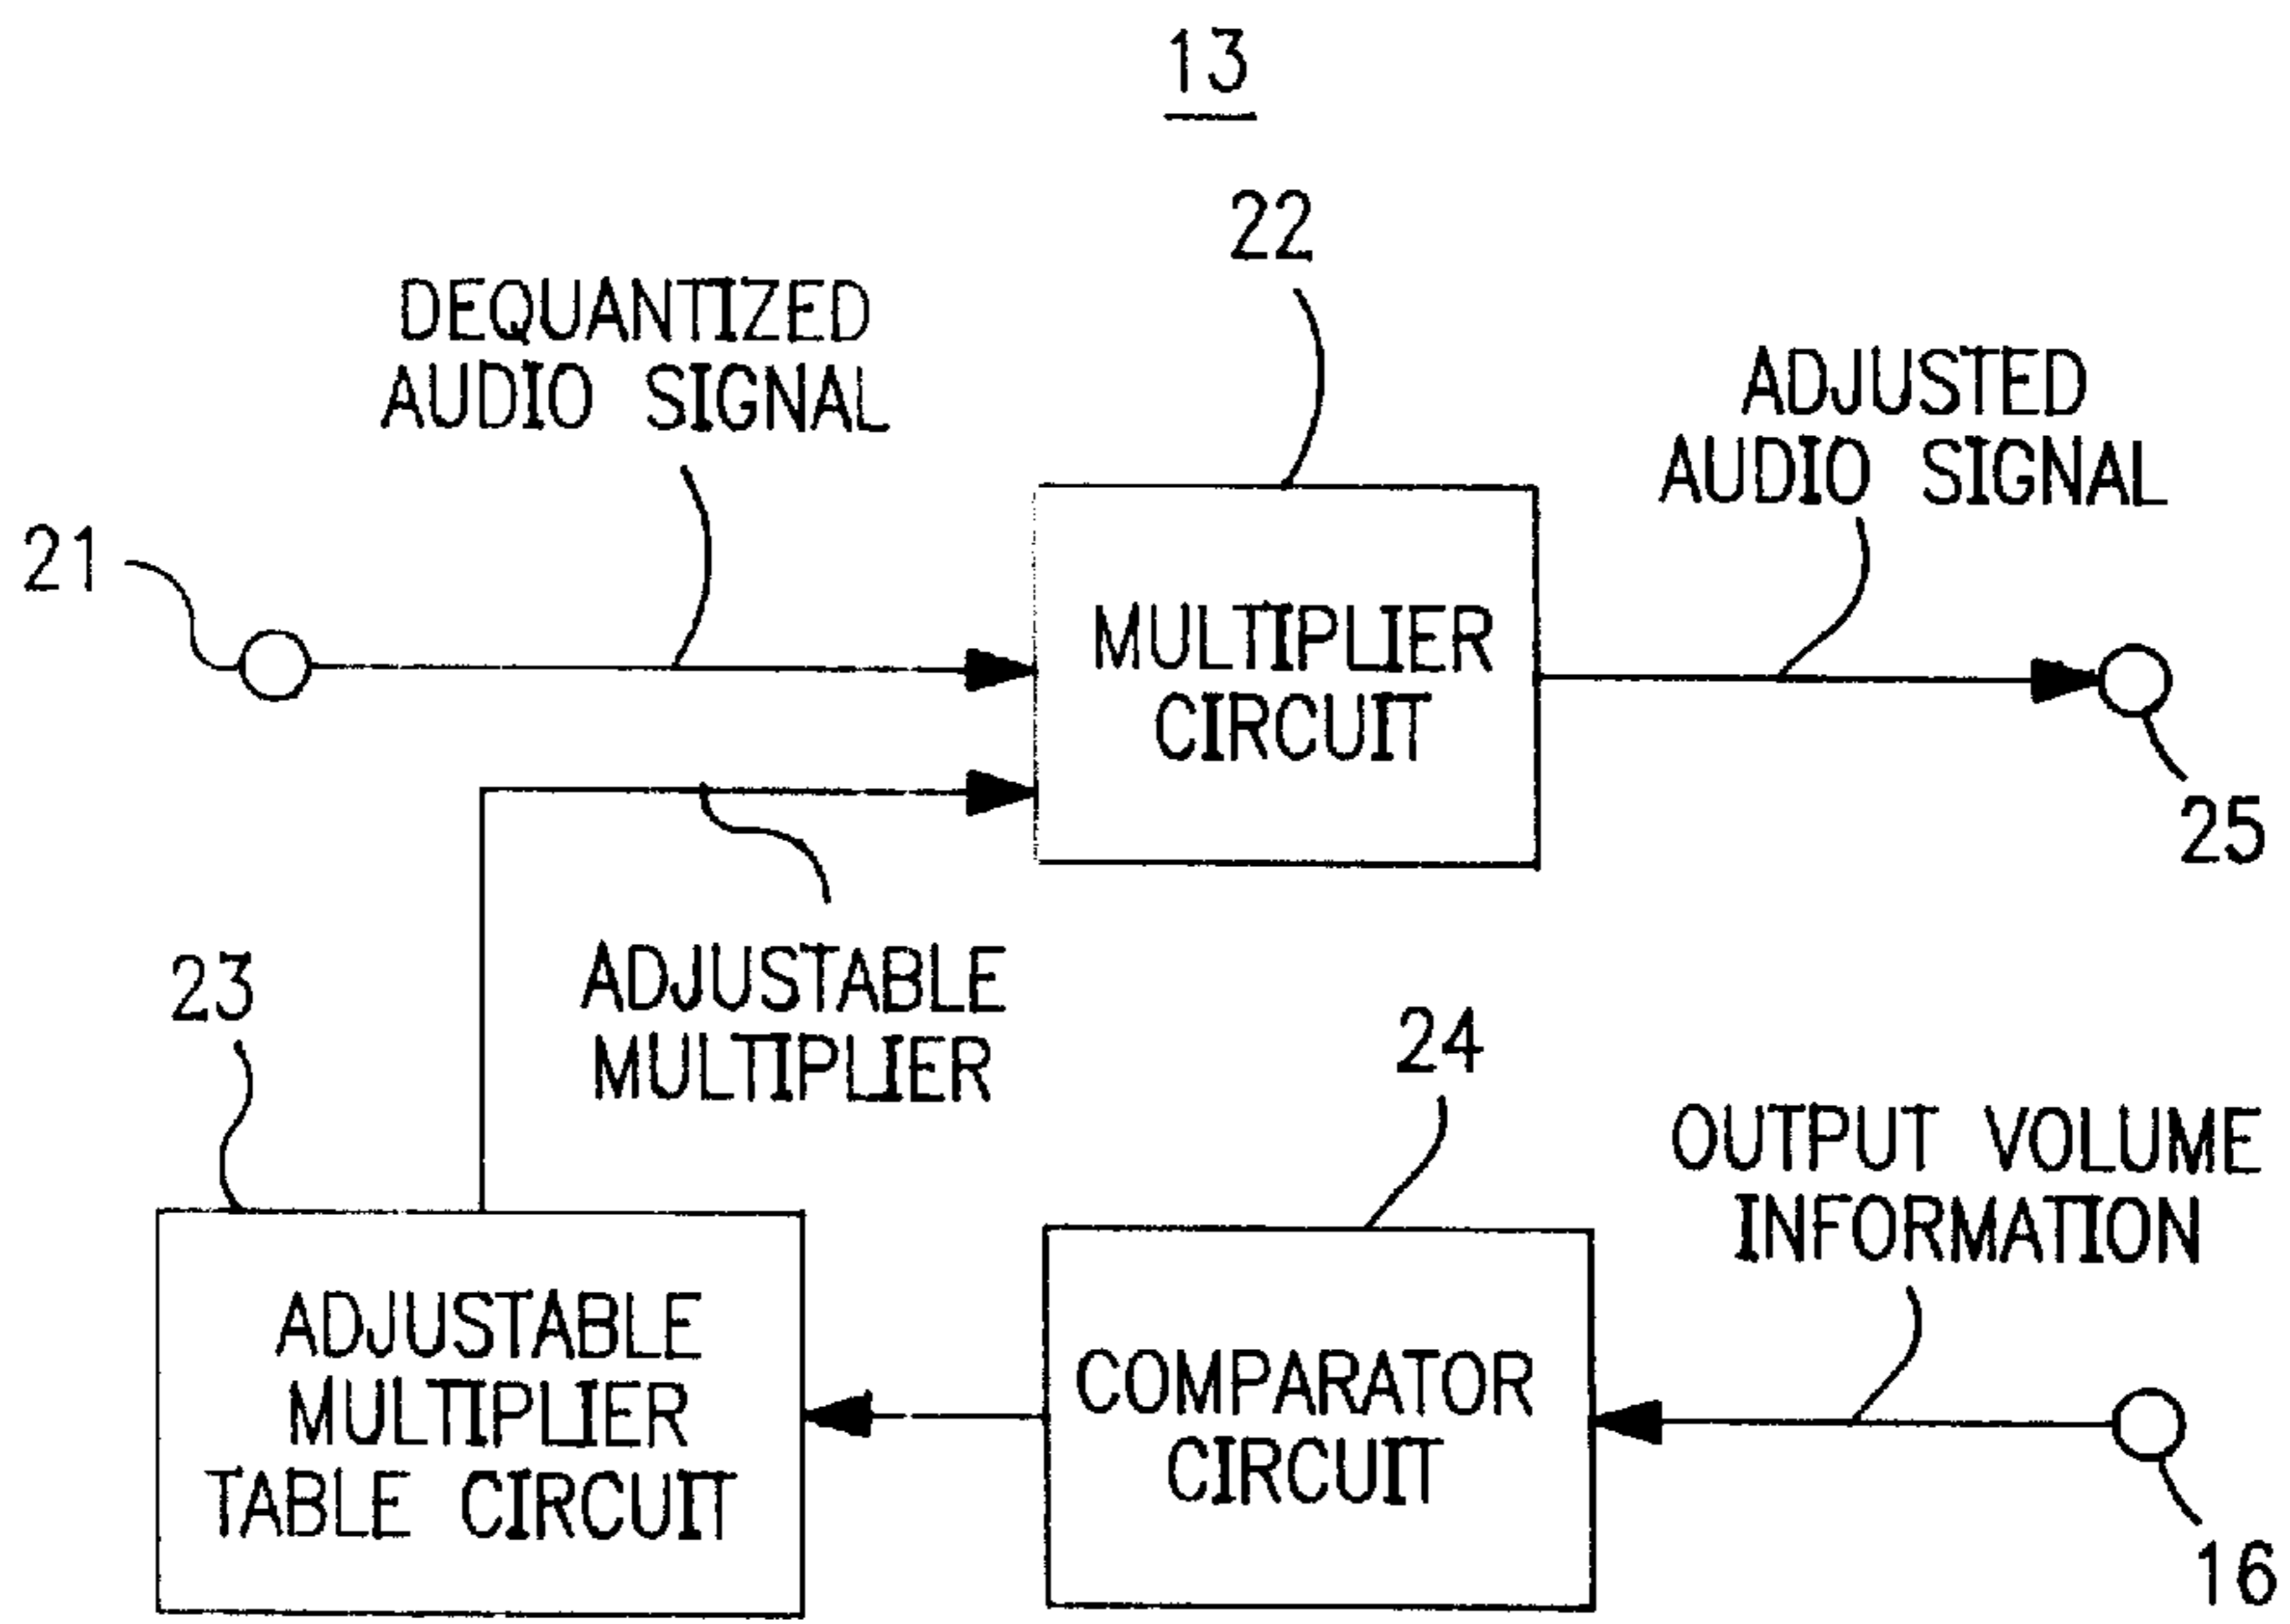 13
22
DEQUANTIZED
AUDIO SIGNAL
ADJUSTED
AUDIO SIGNAL
21
MULTIPLIER
CIRCUIT
25
ADJUSTABLE
MULTIPLIER
23
24
OUTPUT VOLUME
INFORMATION
ADJUSTABLE
MULTIPLIER
TABLE CIRCUIT
COMPARATOR
CIRCUIT
16